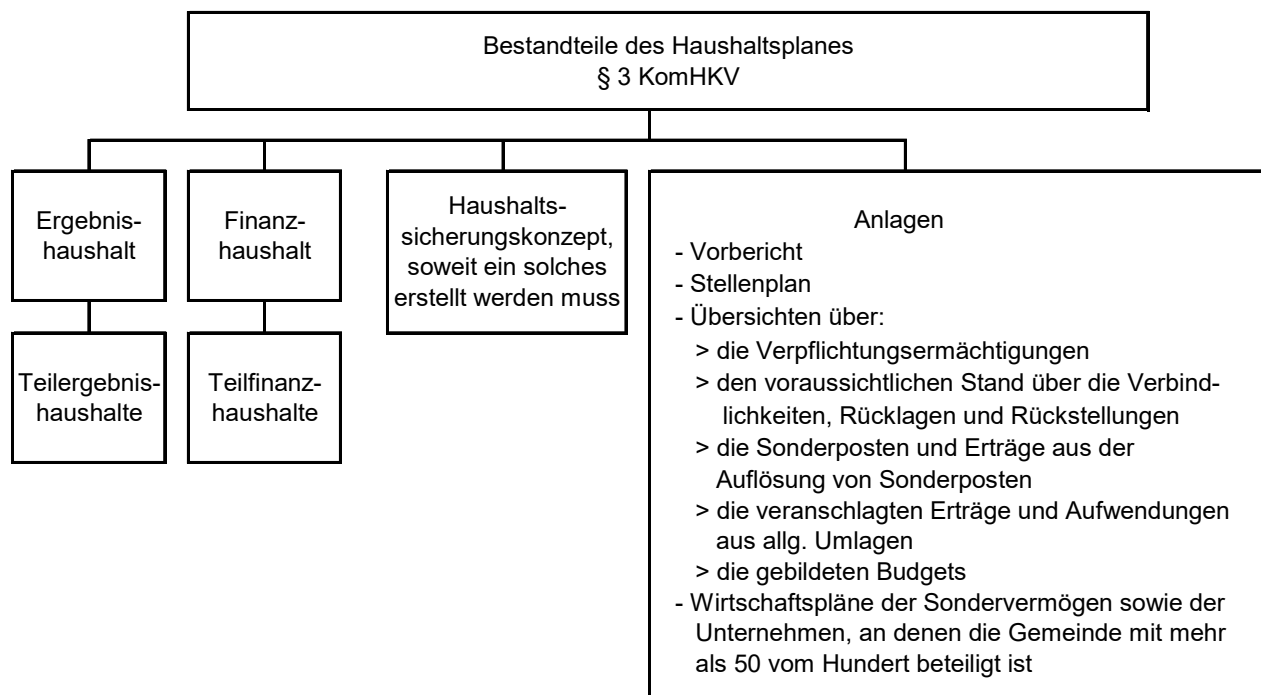 Bestandteile des Haushaltsplanes
§ 3 KomHKV
Ergebnis-
haushalt
Finanz-
haushalt
Haushalts-
sicherungskonzept,
soweit ein solches
erstellt werden muss
Teilergebnis-
haushalte
Teilfinanz-
haushalte
Anlagen
- Vorbericht
- Stellenplan
- Übersichten über:
> die Verpflichtungsermächtigungen
> den voraussichtlichen Stand über die Verbind-
lichkeiten, Rücklagen und Rückstellungen
> die Sonderposten und Erträge aus der
Auflösung von Sonderposten
> die veranschlagten Erträge und Aufwendungen
aus allg. Umlagen
> die gebildeten Budgets
- Wirtschaftspläne der Sondervermögen sowie der
Unternehmen, an denen die Gemeinde mit mehr
als 50 vom Hundert beteiligt ist